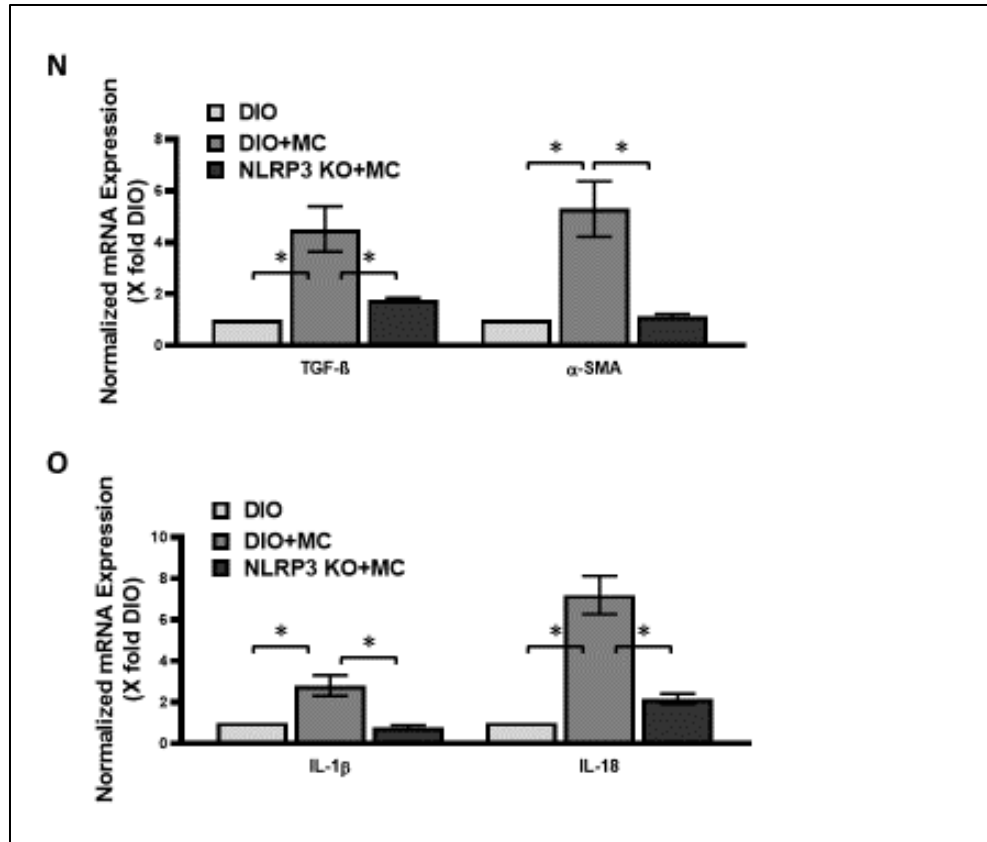 N
Normalized mRNA Expression
(X fold DIO)
DIO
DIO+MC
NLRP3 KO+MC
8
6
4
2
0
* * * *
TGF-ß α-SMA
O
Normalized mRNA Expression
(X fold DIO)
DIO
DIO+MC
NLRP3 KO+MC
10
8
6
4
2
0
* * * *
IL-1β IL-18